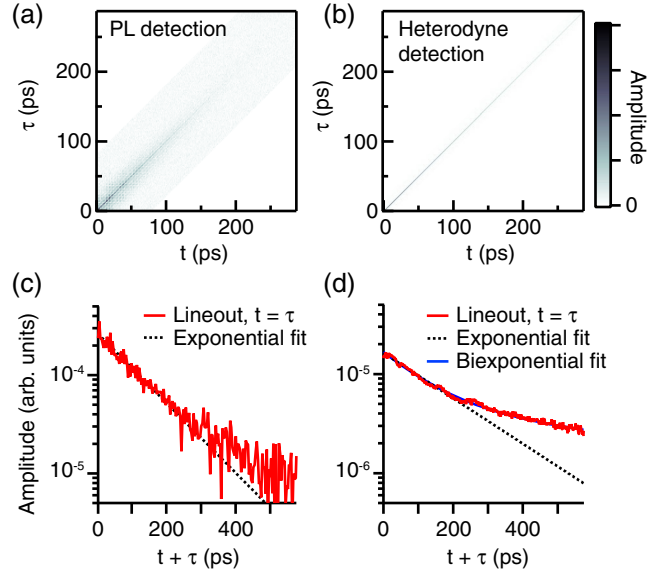 (a)
PL detection
τ (ps)
200
100
0
0
100
200
t (ps)
(b)
Heterodyne
detection
τ (ps)
200
100
0
0
100
200
t (ps)
Amplitude
0
(c)
Lineout, t = τ
Exponential fit
Amplitude (arb. units)
10⁻⁴
10⁻⁵
0
200
400
t + τ (ps)
(d)
Lineout, t = τ
Exponential fit
Biexponential fit
10⁻⁵
10⁻⁶
0
200
400
t + τ (ps)